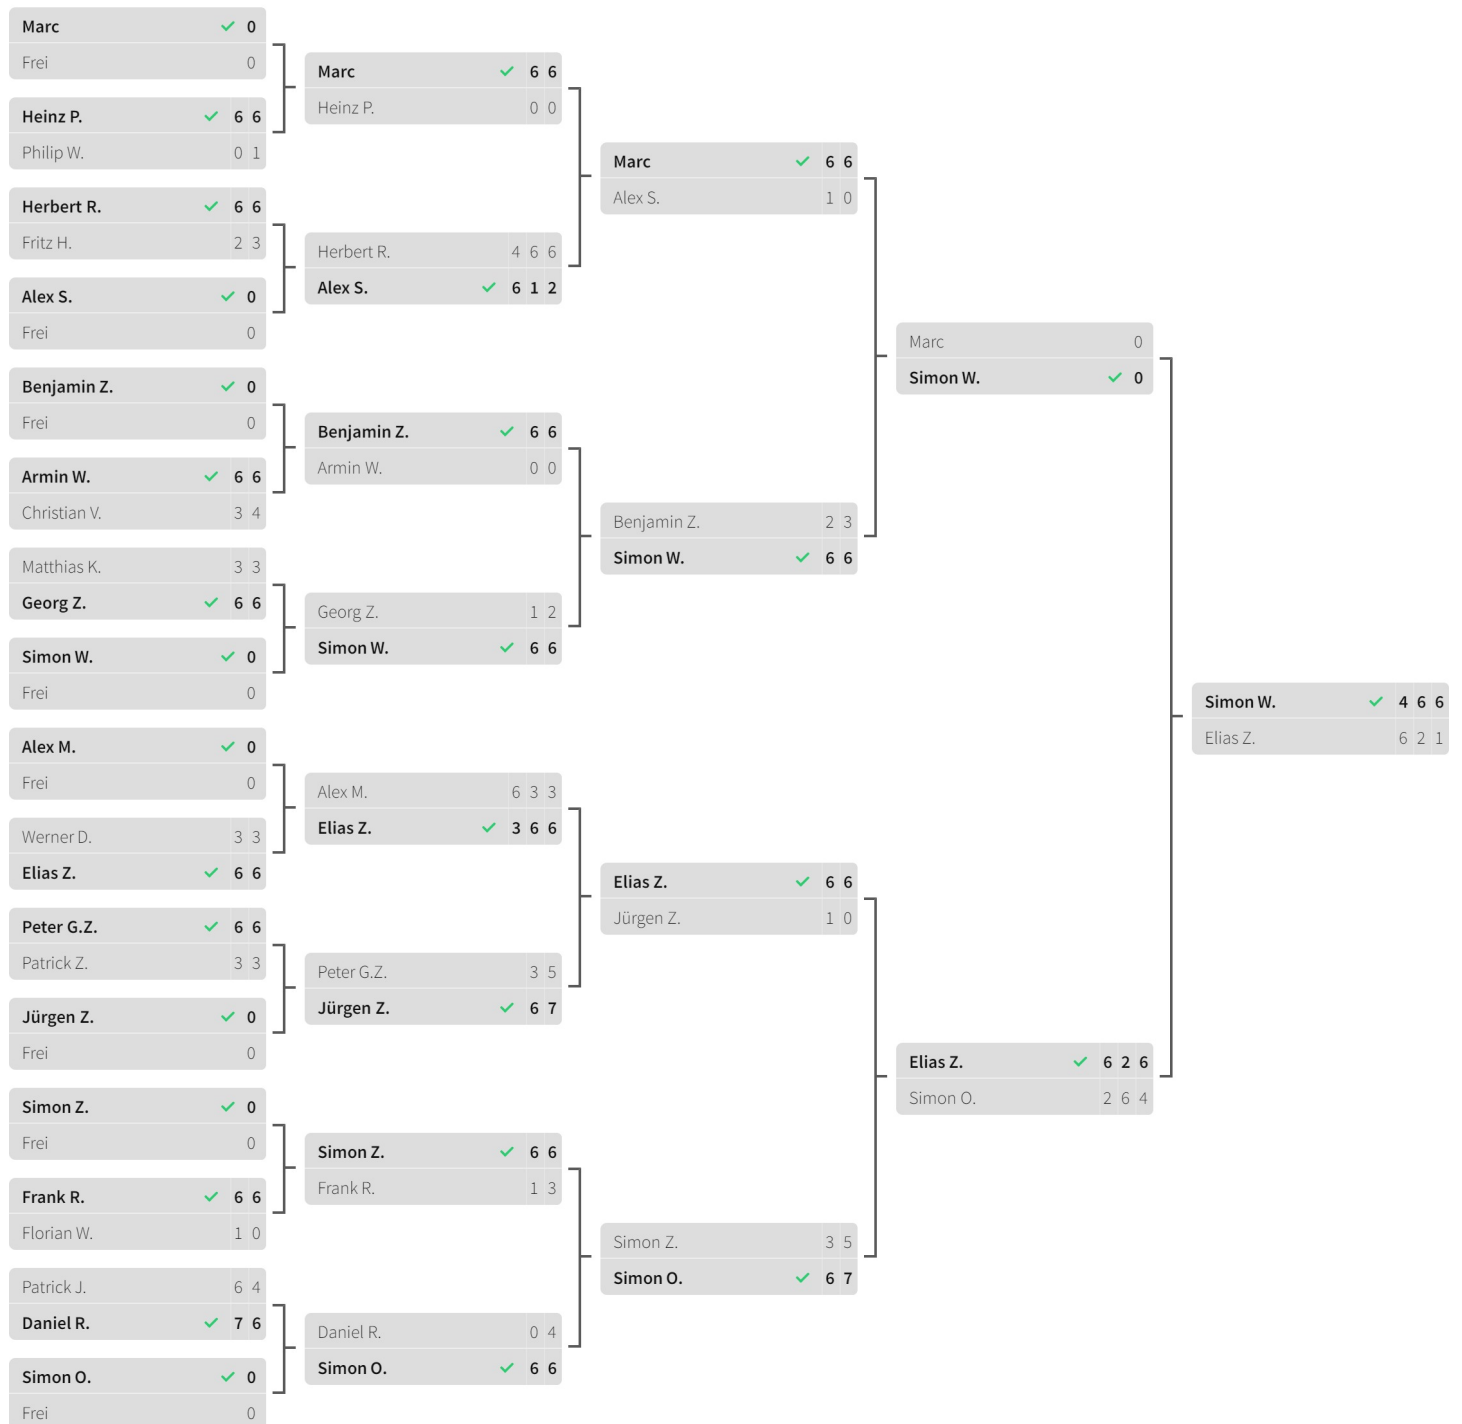 Marc 0
Frei 0
Heinz P. 6 6
Philip W. 0 1
Herbert R. 6 6
Fritz H. 2 3
Alex S. 0
Frei 0
Benjamin Z. 0
Frei 0
Armin W. 6 6
Christian V. 3 4
Matthias K. 3 3
Georg Z. 6 6
Simon W. 0
Frei 0
Alex M. 0
Frei 0
Werner D. 3 3
Elias Z. 6 6
Peter G.Z. 6 6
Patrick Z. 3 3
Jürgen Z. 0
Frei 0
Simon Z. 0
Frei 0
Frank R. 6 6
Florian W. 1 0
Patrick J. 6 4
Daniel R. 7 6
Simon O. 0
Frei 0
Marc 6 6
Heinz P. 0 0
Herbert R. 4 6 6
Alex S. 6 1 2
Benjamin Z. 6 6
Armin W. 0 0
Georg Z. 1 2
Simon W. 6 6
Alex M. 6 3 3
Elias Z. 3 6 6
Peter G.Z. 3 5
Jürgen Z. 6 7
Simon Z. 6 6
Frank R. 1 3
Daniel R. 0 4
Simon O. 6 6
Marc 6 6
Alex S. 1 0
Benjamin Z. 2 3
Simon W. 6 6
Elias Z. 6 6
Jürgen Z. 1 0
Simon Z. 3 5
Simon O. 6 7
Marc 0
Simon W. 0
Elias Z. 6 2 6
Simon O. 2 6 4
Simon W. 4 6 6
Elias Z. 6 2 1